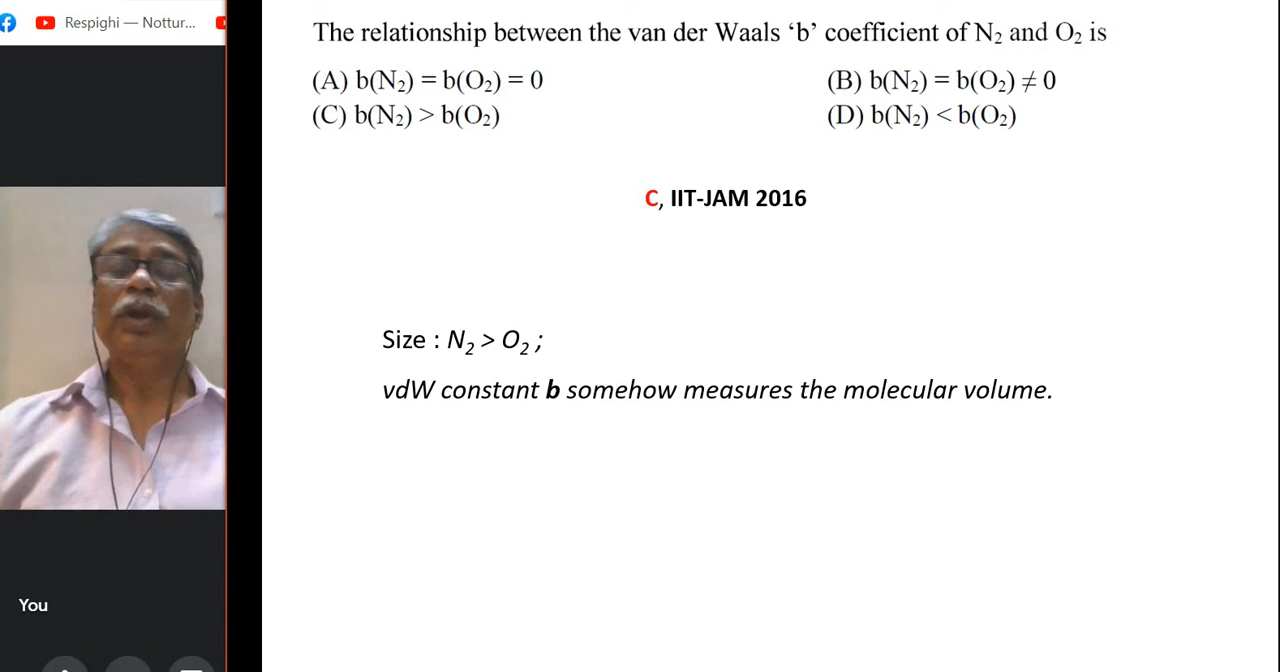 Respighi — Nottur...
The relationship between the van der Waals ‘b’ coefficient of N₂ and O₂ is
(A) b(N₂) = b(O₂) = 0
(B) b(N₂) = b(O₂) ≠ 0
(C) b(N₂) > b(O₂)
(D) b(N₂) < b(O₂)
C, IIT-JAM 2016
Size : N₂ > O₂ ;
vdW constant b somehow measures the molecular volume.
You